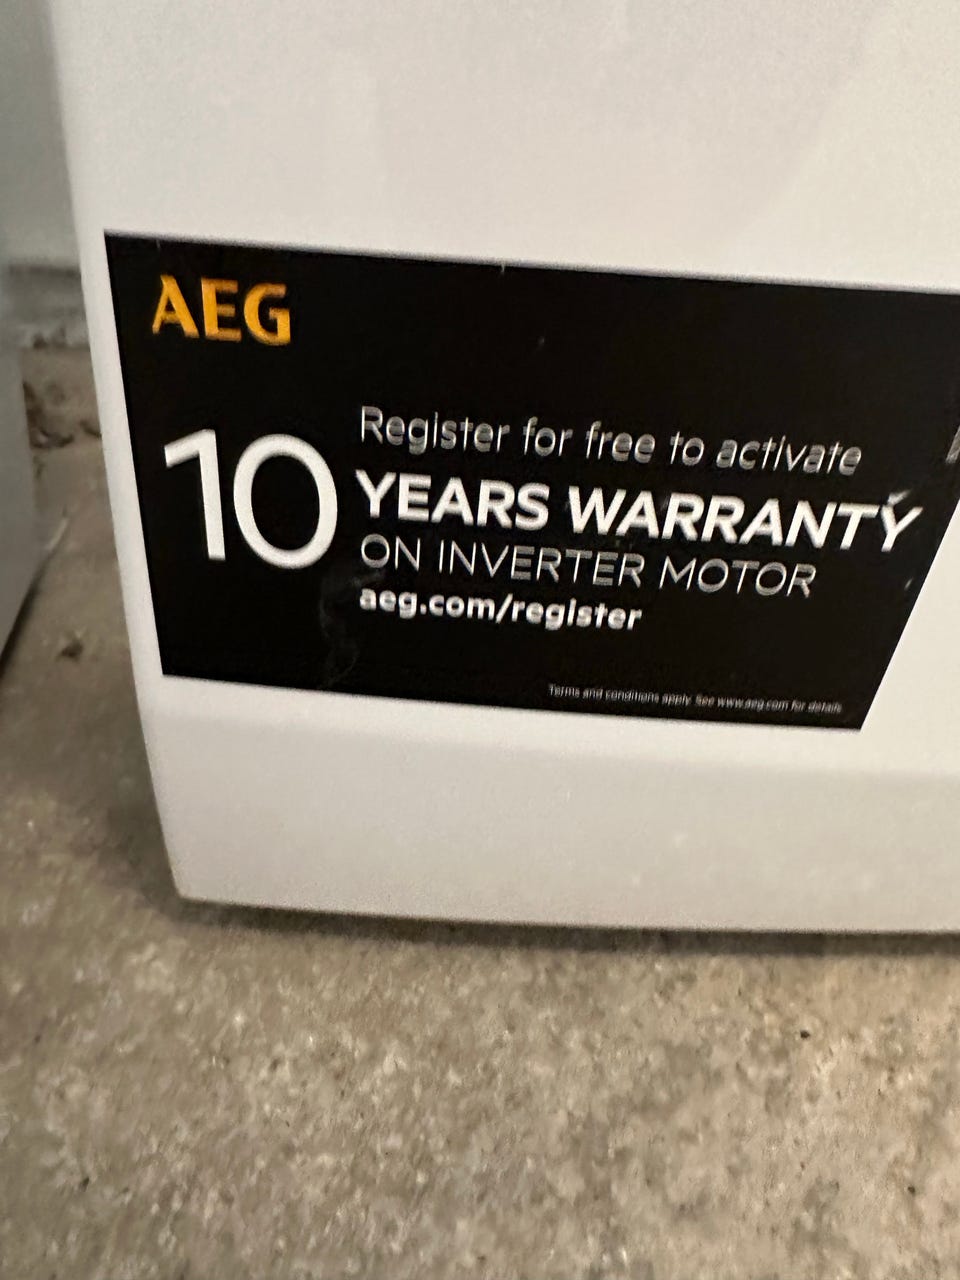 AEG
Register for free to activate
10 YEARS WARRANTY
ON INVERTER MOTOR
aeg.com/register
Terms and conditions apply. See www.aeg.com for details.